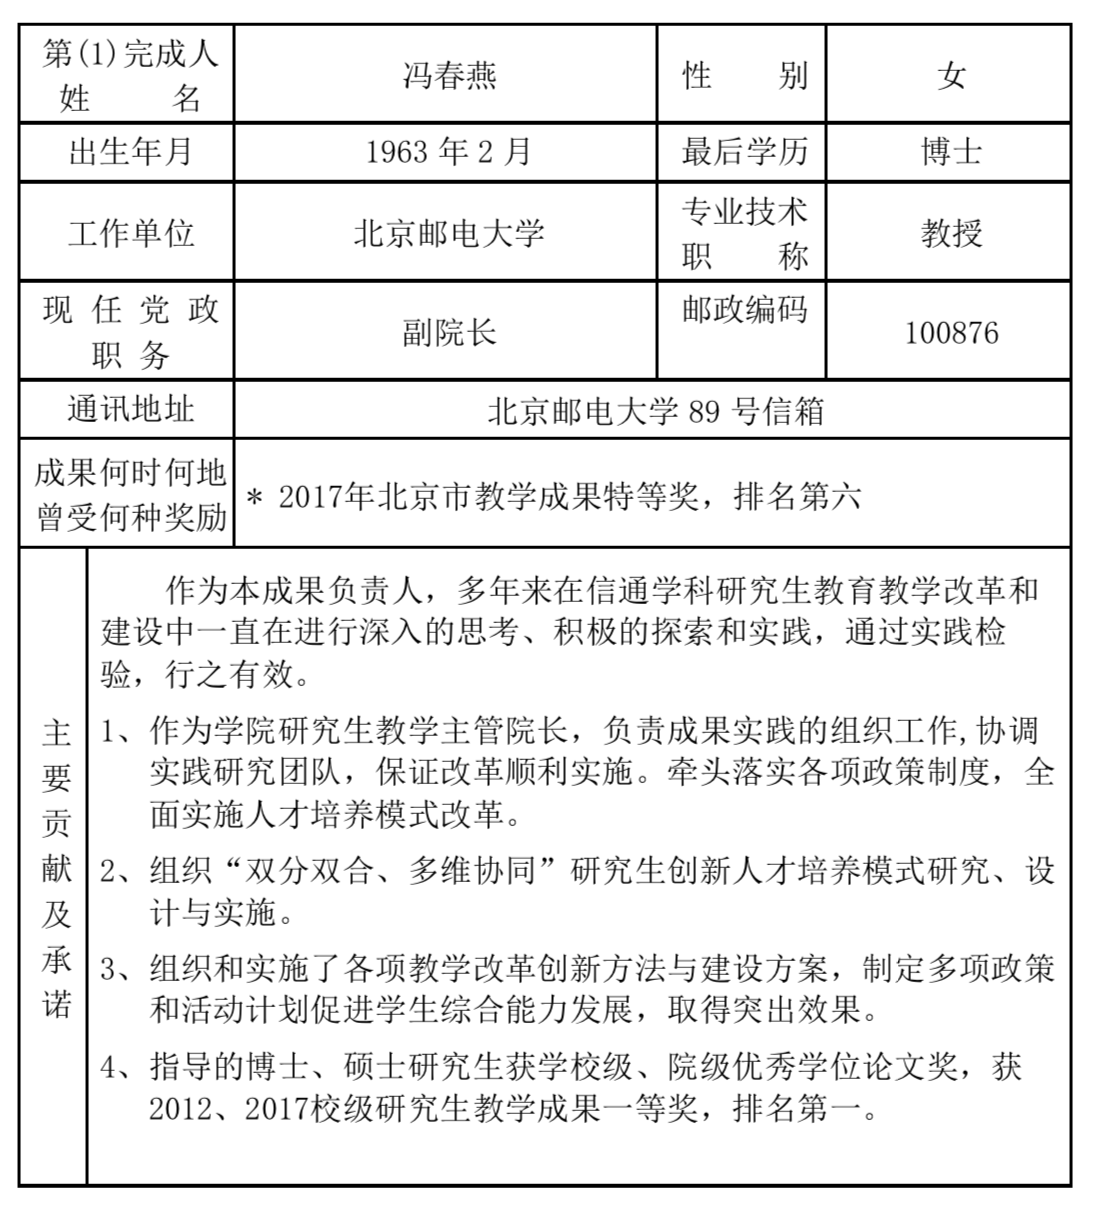 第(1)完成人
姓 名
冯春燕
性 别
女
出生年月
1963 年 2 月
最后学历
博士
工作单位
北京邮电大学
专业技术
职 称
教授
现 任 党 政
职 务
副院长
邮政编码
100876
通讯地址
北京邮电大学 89 号信箱
成果何时何地
曾受何种奖励
* 2017年北京市教学成果特等奖，排名第六
主
要
贡
献
及
承
诺
作为本成果负责人，多年来在信通学科研究生教育教学改革和
建设中一直在进行深入的思考、积极的探索和实践，通过实践检
验，行之有效。
1、作为学院研究生教学主管院长，负责成果实践的组织工作,协调
实践研究团队，保证改革顺利实施。牵头落实各项政策制度，全
面实施人才培养模式改革。
2、组织“双分双合、多维协同”研究生创新人才培养模式研究、设
计与实施。
3、组织和实施了各项教学改革创新方法与建设方案，制定多项政策
和活动计划促进学生综合能力发展，取得突出效果。
4、指导的博士、硕士研究生获学校级、院级优秀学位论文奖，获
2012、2017校级研究生教学成果一等奖，排名第一。